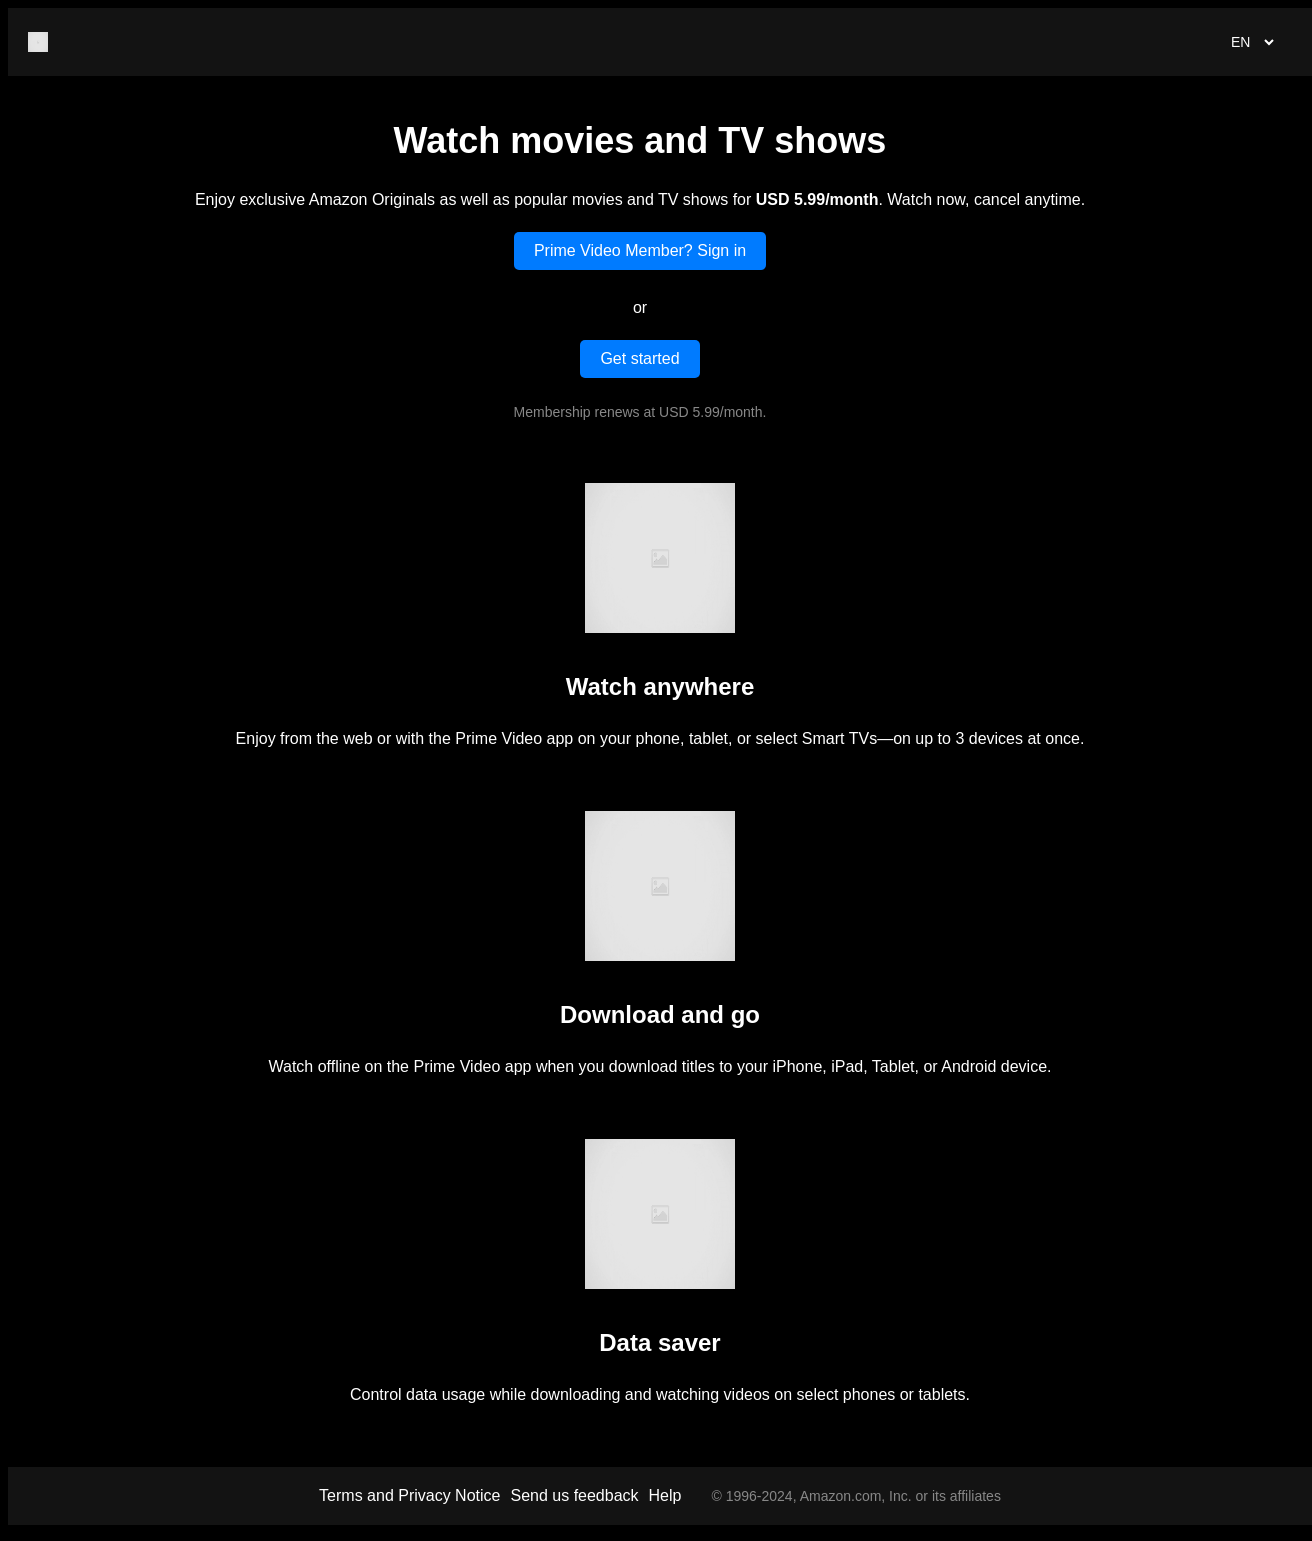 EN
Watch movies and TV shows
Enjoy exclusive Amazon Originals as well as popular movies and TV shows for USD 5.99/month. Watch now, cancel anytime.
Prime Video Member? Sign in
or
Get started
Membership renews at USD 5.99/month.
Watch anywhere
Enjoy from the web or with the Prime Video app on your phone, tablet, or select Smart TVs—on up to 3 devices at once.
Download and go
Watch offline on the Prime Video app when you download titles to your iPhone, iPad, Tablet, or Android device.
Data saver
Control data usage while downloading and watching videos on select phones or tablets.
Terms and Privacy Notice Send us feedback Help © 1996-2024, Amazon.com, Inc. or its affiliates